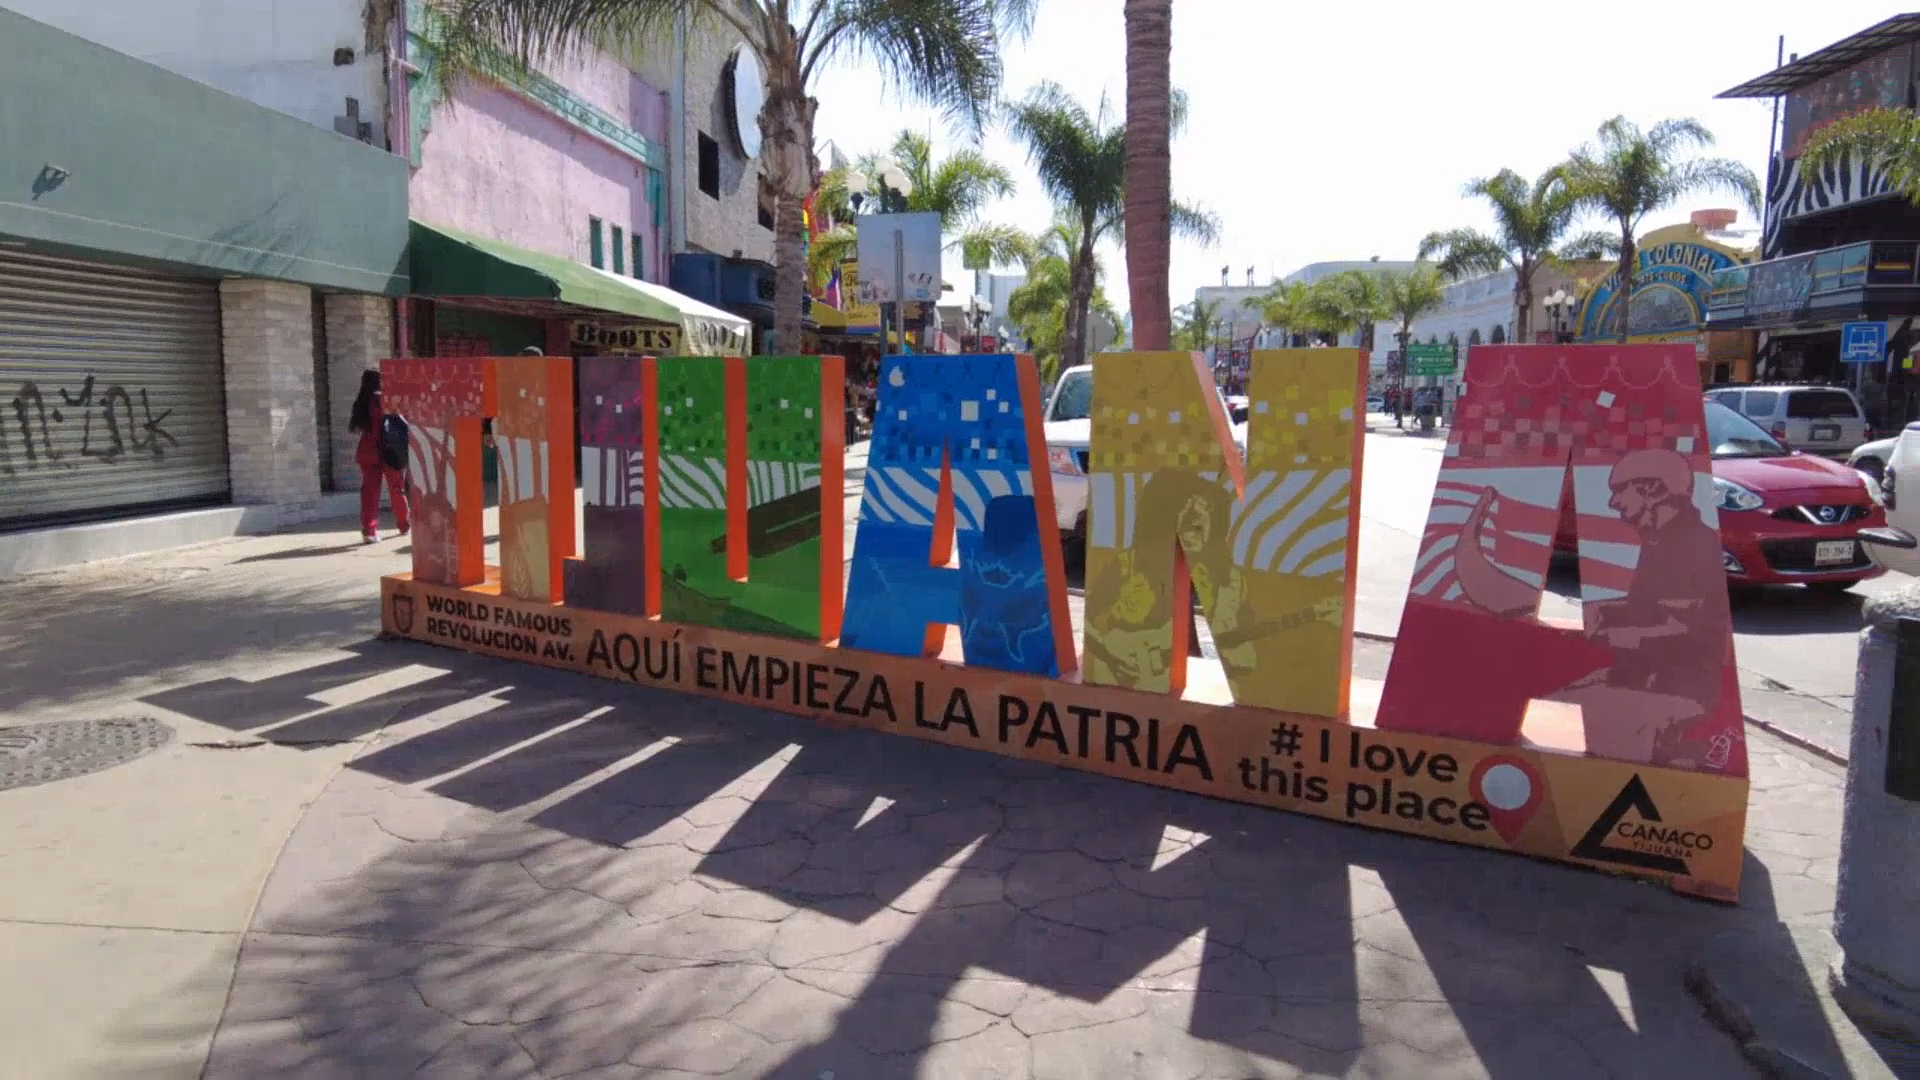 BOOTS
COLONIAL
TIJUANA
WORLD FAMOUS
REVOLUCION AV.
AQUÍ EMPIEZA LA PATRIA
# I love
this place
CANACO
TIJUANA